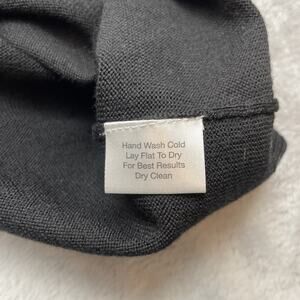 Hand Wash Cold
Lay Flat To Dry
For Best Results
Dry Clean